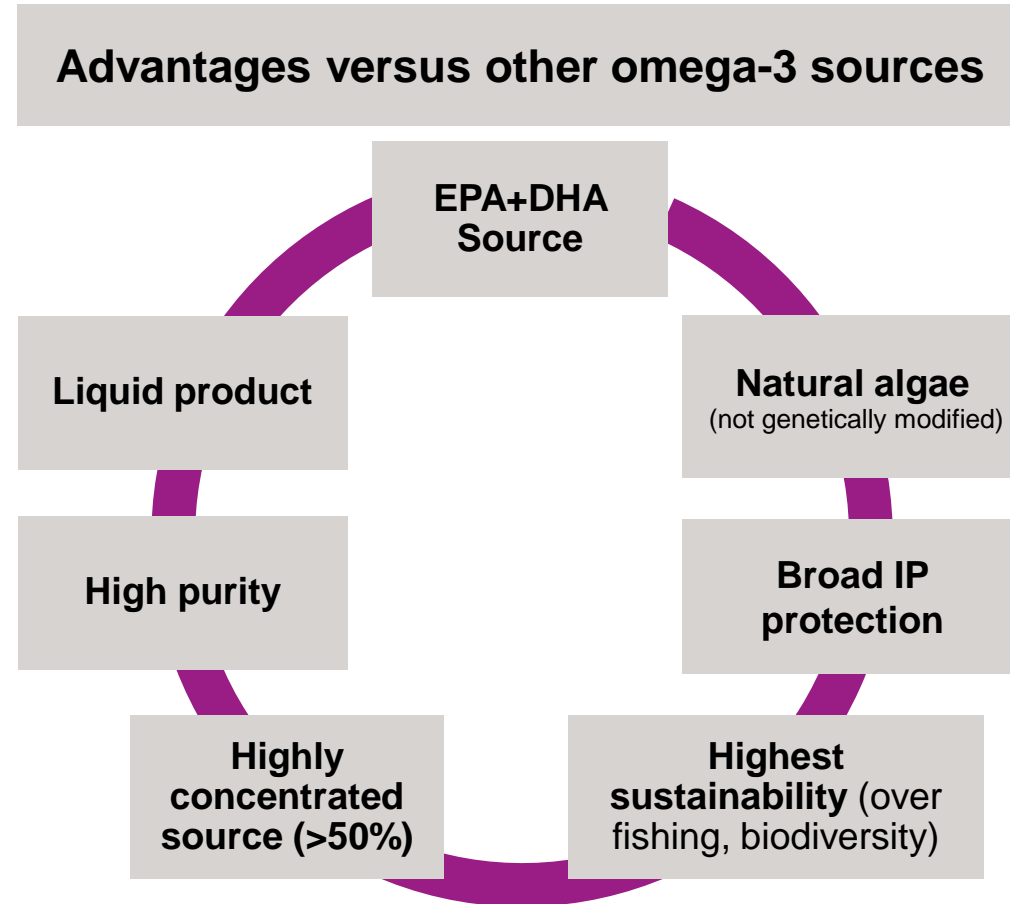 Advantages versus other omega-3 sources
EPA+DHA
Source
Natural algae
(not genetically modified)
Broad IP
protection
Highest
sustainability (over
fishing, biodiversity)
Highly
concentrated
source (>50%)
High purity
Liquid product